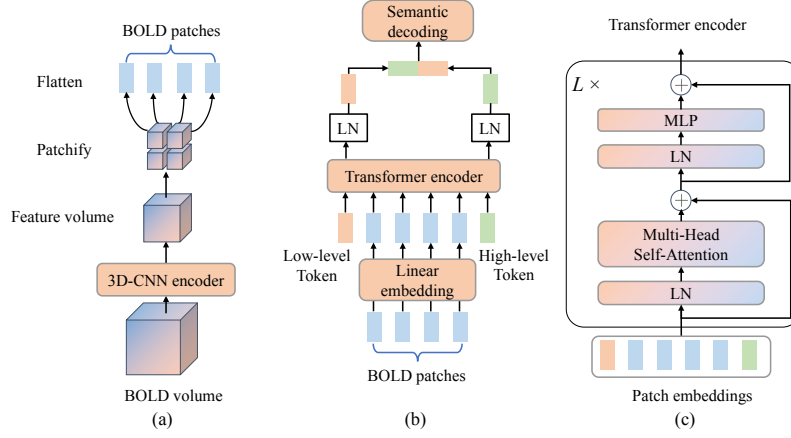 BOLD patches
Flatten
Patchify
Feature volume
3D-CNN encoder
BOLD volume
(a)
Semantic
decoding
LN
LN
Transformer encoder
Low-level
Token
High-level
Token
Linear
embedding
BOLD patches
(b)
Transformer encoder
L ×
MLP
LN
Multi-Head
Self-Attention
LN
Patch embeddings
(c)